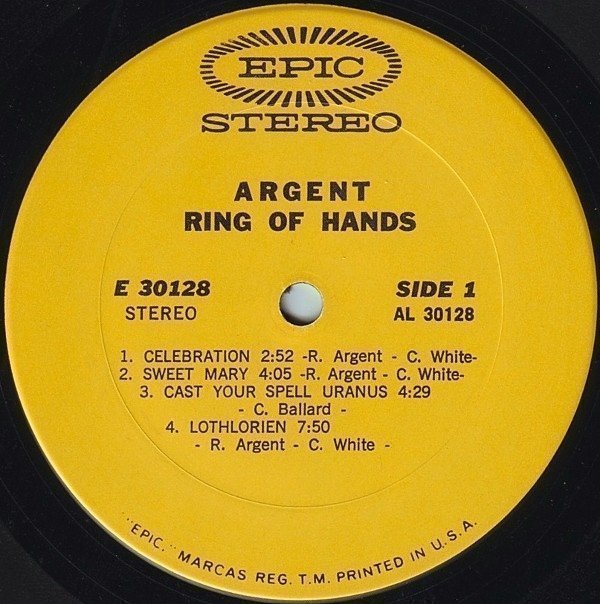 EPIC
STEREO
ARGENT
RING OF HANDS
E 30128 SIDE 1
STEREO AL 30128
1. CELEBRATION 2:52 -R. Argent - C. White-
2. SWEET MARY 4:05 -R. Argent - C. White-
3. CAST YOUR SPELL URANUS 4:29
- C. Ballard -
4. LOTHLORIEN 7:50
- R. Argent - C. White -
"EPIC," MARCAS REG. T.M. PRINTED IN U.S.A.